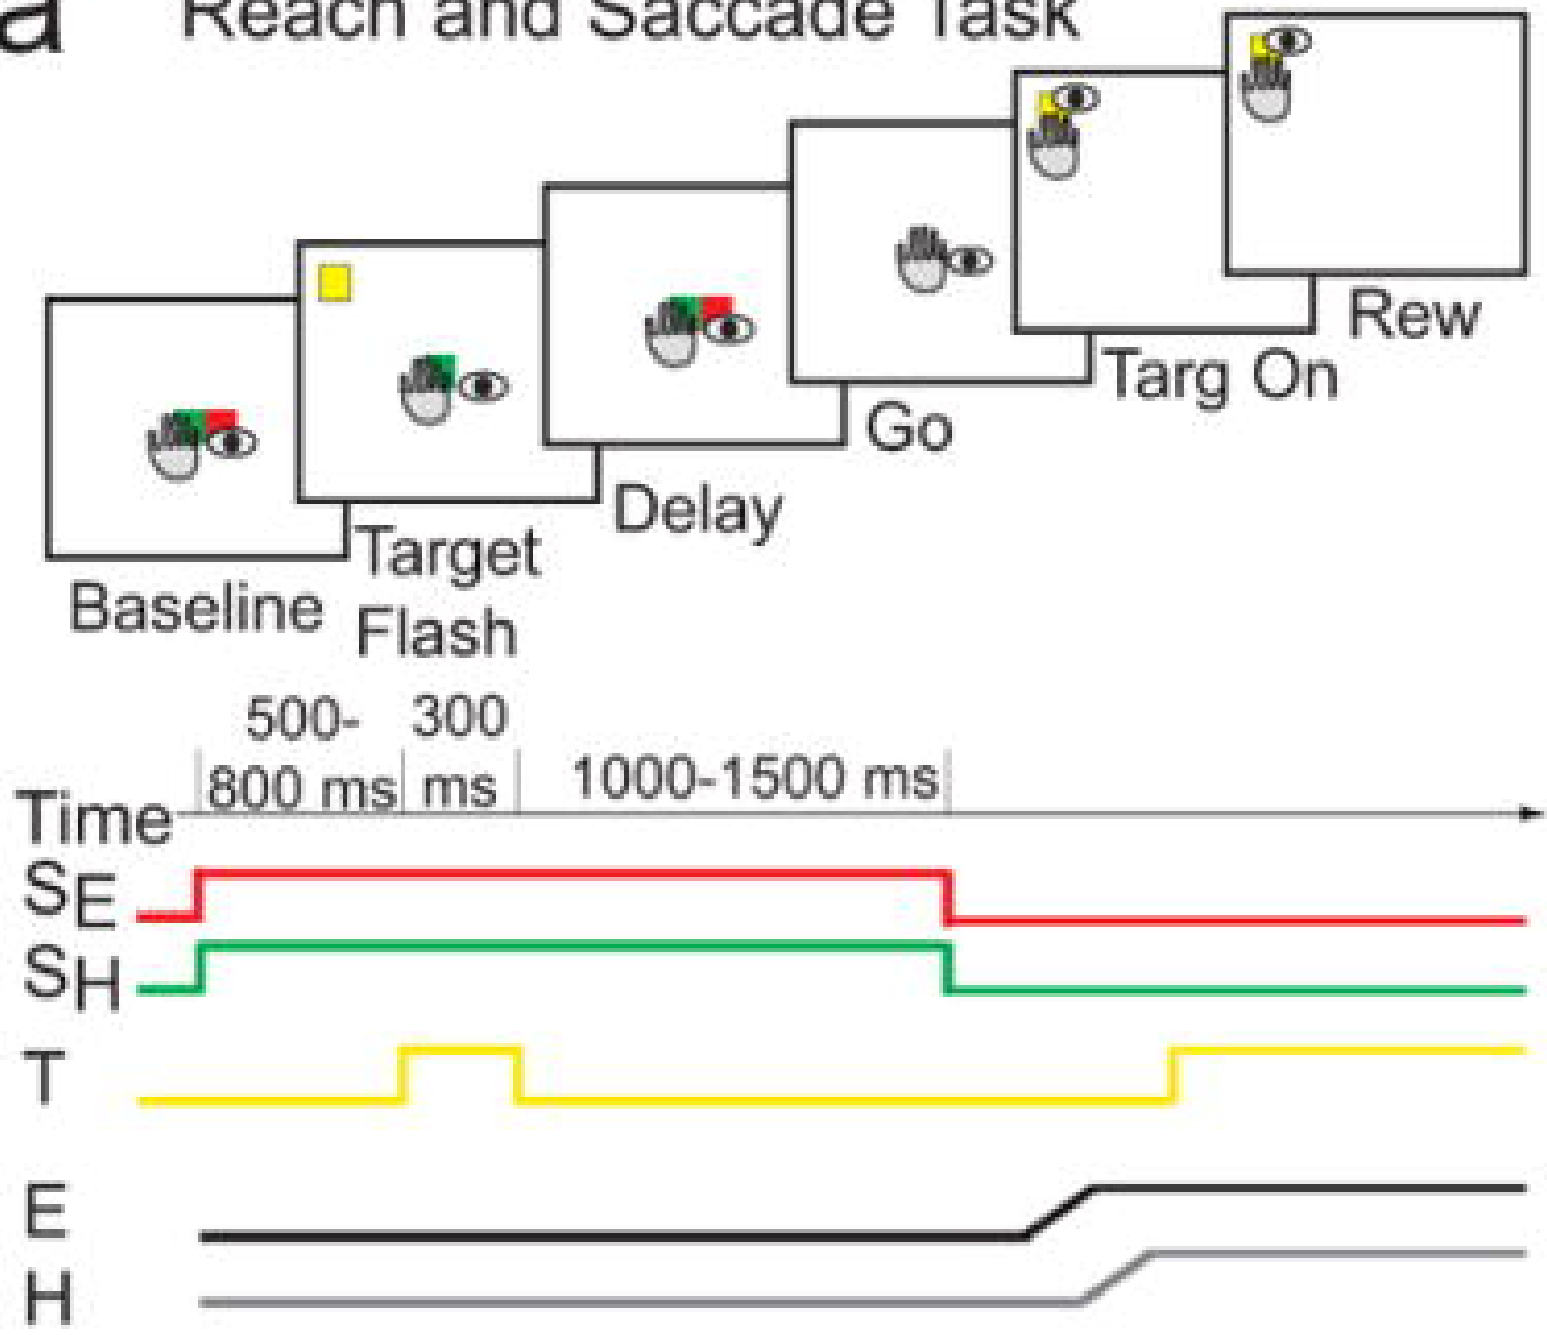 a Reach and Saccade Task
Baseline
Target
Flash
Delay
Go
Targ On
Rew
500-
800 ms
300
ms
1000-1500 ms
Time
SE
SH
T
E
H